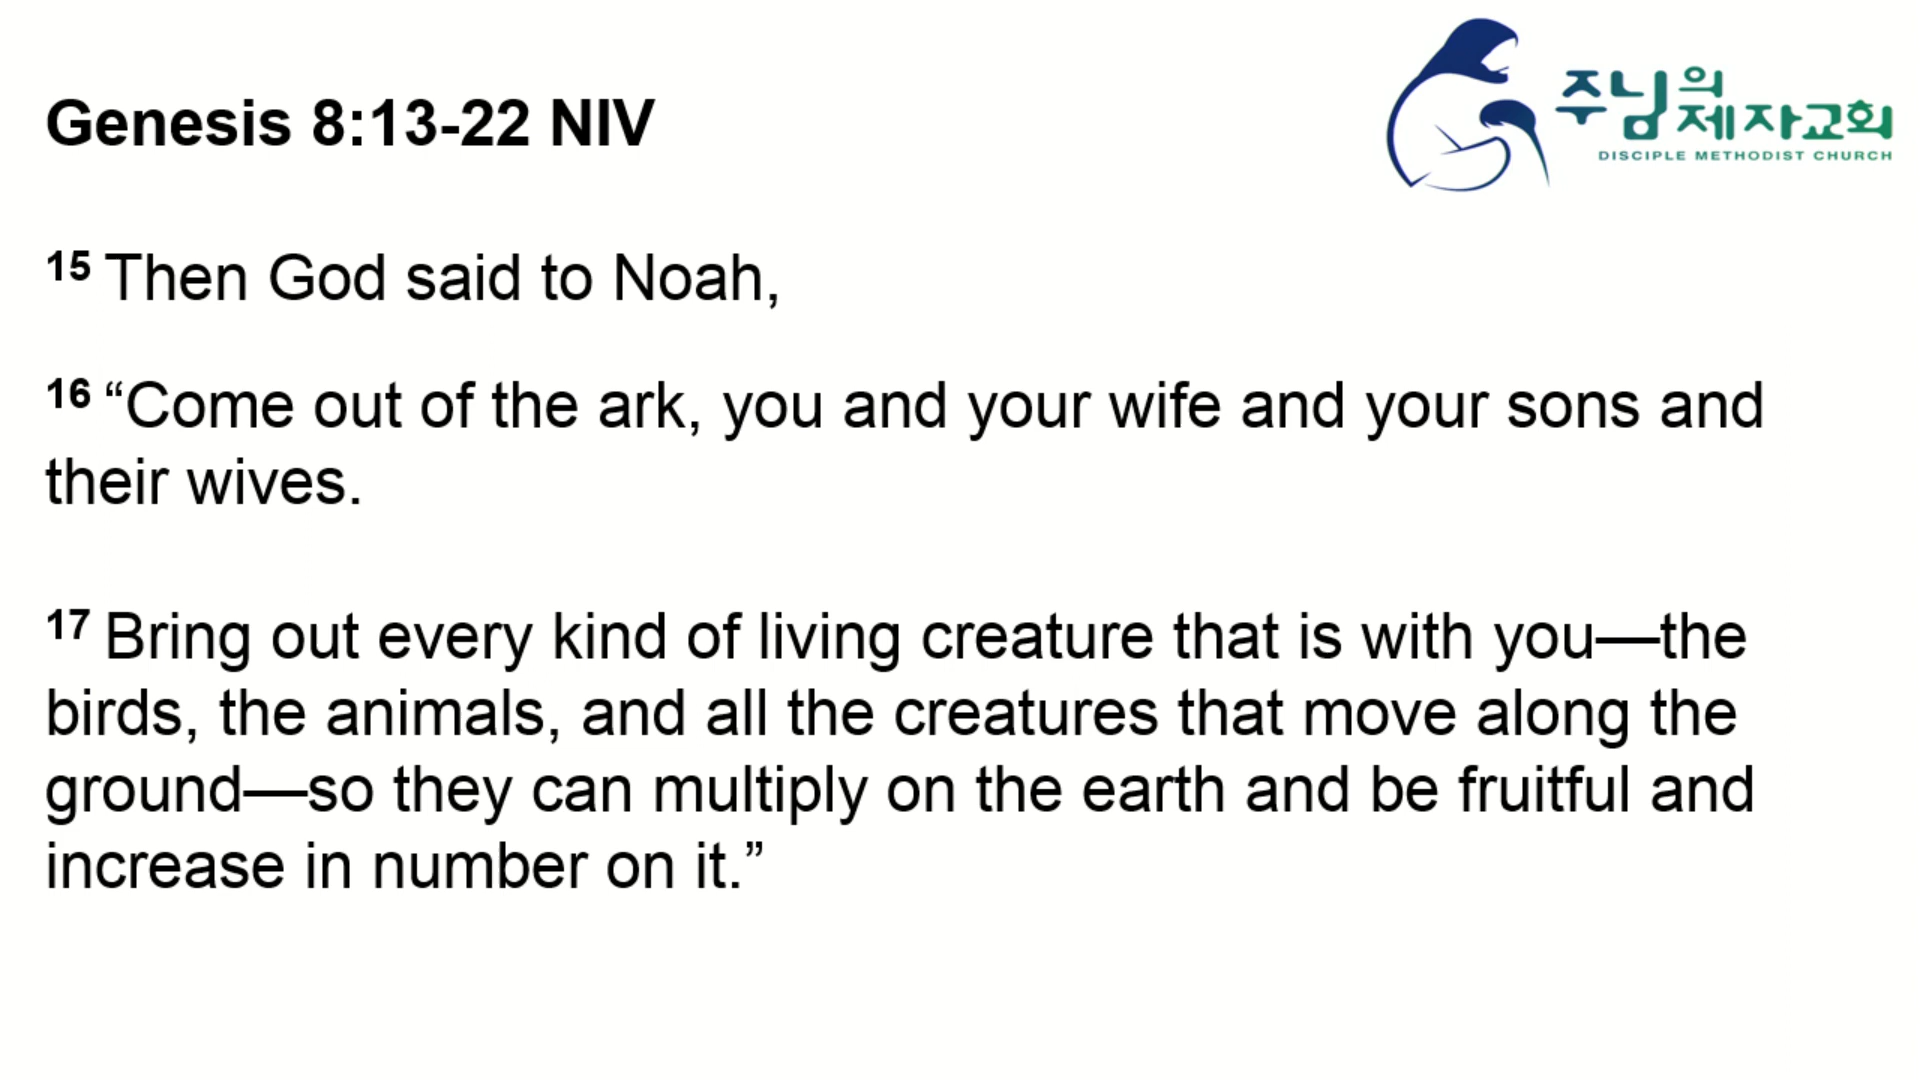 Genesis 8:13-22 NIV
주님의
제자교회
DISCIPLE METHODIST CHURCH
15 Then God said to Noah,
16 “Come out of the ark, you and your wife and your sons and
their wives.
17 Bring out every kind of living creature that is with you—the
birds, the animals, and all the creatures that move along the
ground—so they can multiply on the earth and be fruitful and
increase in number on it.”